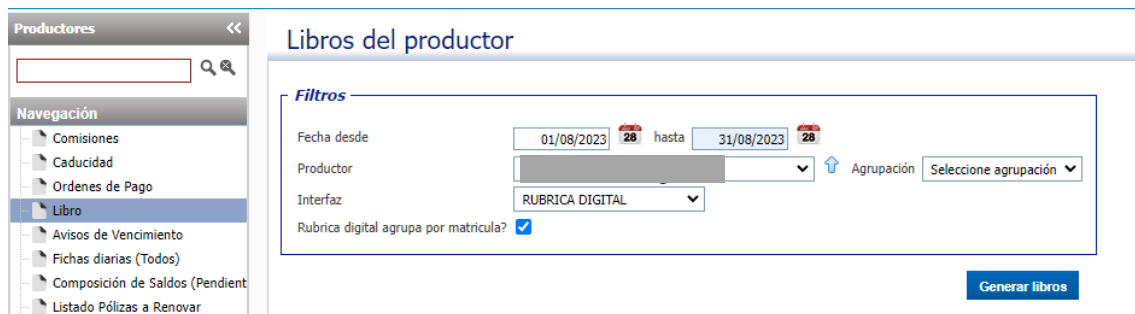 Productores
Navegación
Comisiones
Caducidad
Ordenes de Pago
Libro
Avisos de Vencimiento
Fichas diarias (Todos)
Composición de Saldos (Pendient
Listado Pólizas a Renovar
Libros del productor
Filtros
Fecha desde 01/08/2023 28 hasta 31/08/2023 28
Productor Agrupación Seleccione agrupación
Interfaz RUBRICA DIGITAL
Rubrica digital agrupa por matricula?
Generar libros